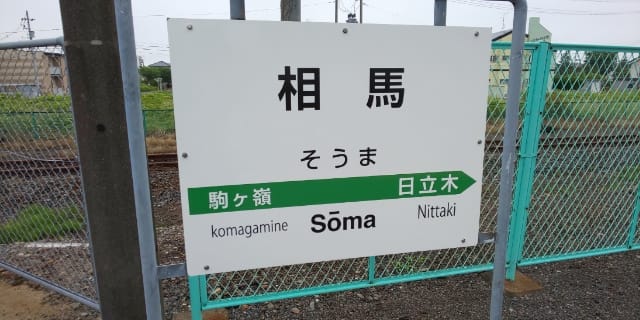 相馬
そうま
駒ヶ嶺 日立木
komagamine Sōma Nittaki